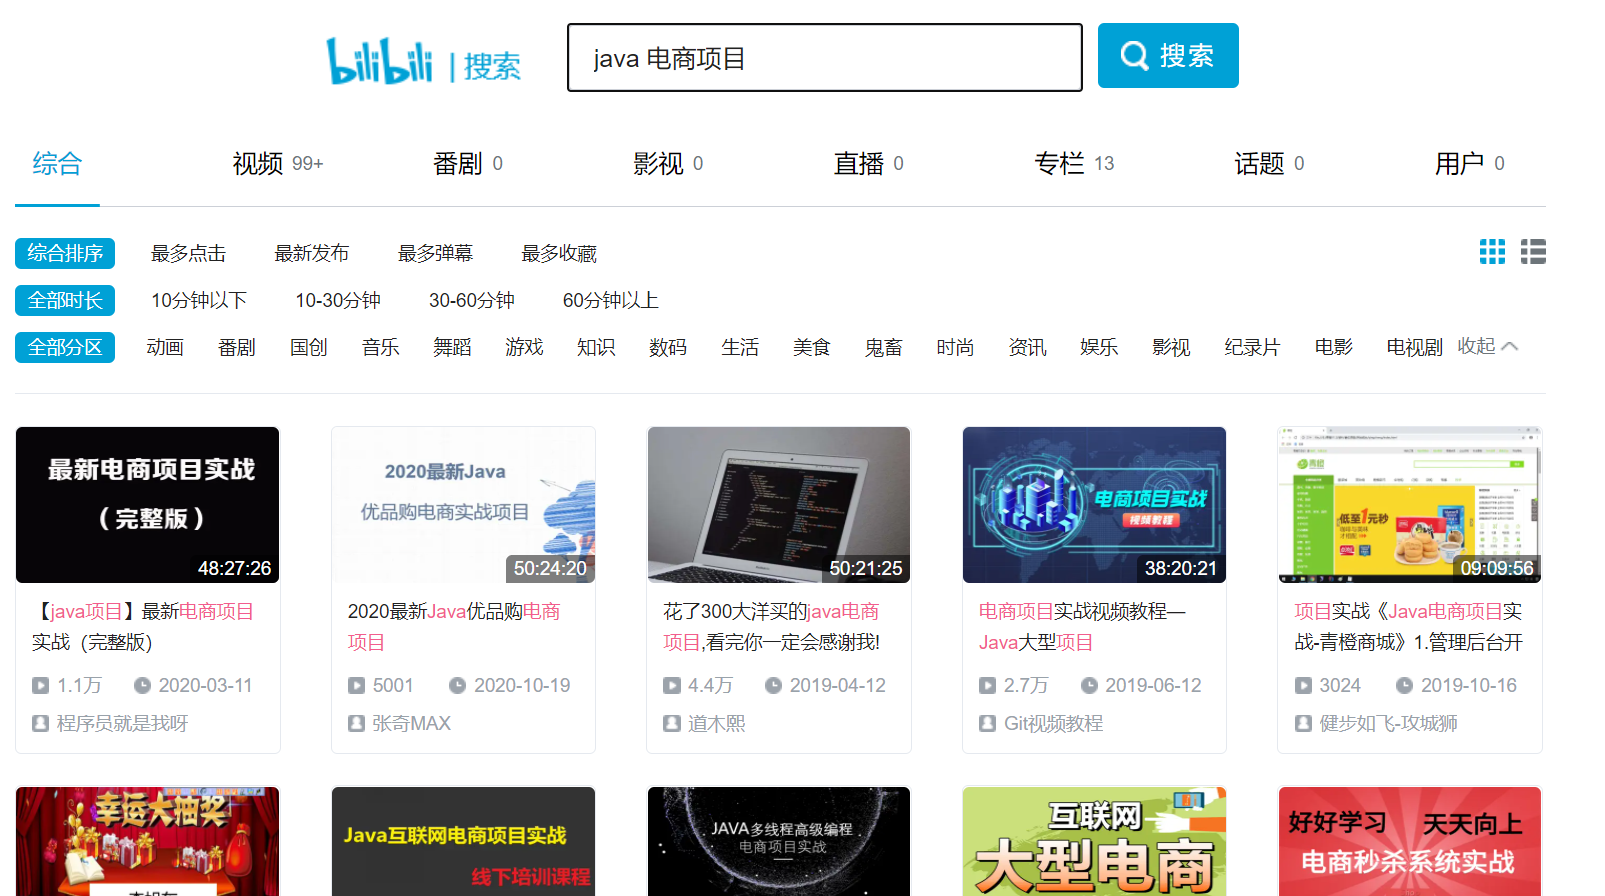 bilibili | 搜索
java 电商项目
搜索
综合 视频 99+ 番剧 0 影视 0 直播 0 专栏 13 话题 0 用户 0
综合排序 最多点击 最新发布 最多弹幕 最多收藏
全部时长 10分钟以下 10-30分钟 30-60分钟 60分钟以上
全部分区 动画 番剧 国创 音乐 舞蹈 游戏 知识 数码 生活 美食 鬼畜 时尚 资讯 娱乐 影视 纪录片 电影 电视剧 收起
最新电商项目实战
（完整版）
48:27:26
【java项目】最新电商项目
实战（完整版）
1.1万 2020-03-11
程序员就是我呀
2020最新Java
优品购电商实战项目
50:24:20
2020最新Java优品购电商
项目
5001 2020-10-19
张奇MAX
50:21:25
花了300大洋买的java电商
项目,看完你一定会感谢我!
4.4万 2019-04-12
道木熙
电商项目实战
视频教程
38:20:21
电商项目实战视频教程—
Java大型项目
2.7万 2019-06-12
Git视频教程
低至1元秒
09:09:56
项目实战《Java电商项目实
战-青橙商城》1.管理后台开
3024 2019-10-16
健步如飞-攻城狮
幸运大抽奖
Java互联网电商项目实战
线下培训课程
JAVA多线程高级编程
电商项目实战
互联网
大型电商
好好学习 天天向上
电商秒杀系统实战